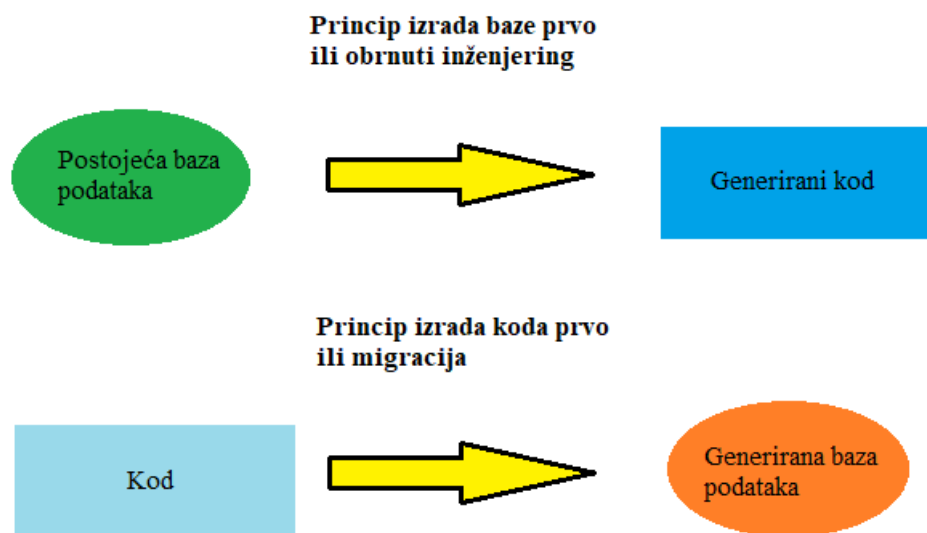 Princip izrada baze prvo
ili obrnuti inženjering
Postojeća baza
podataka
Generirani kod
Princip izrada koda prvo
ili migracija
Kod
Generirana baza
podataka